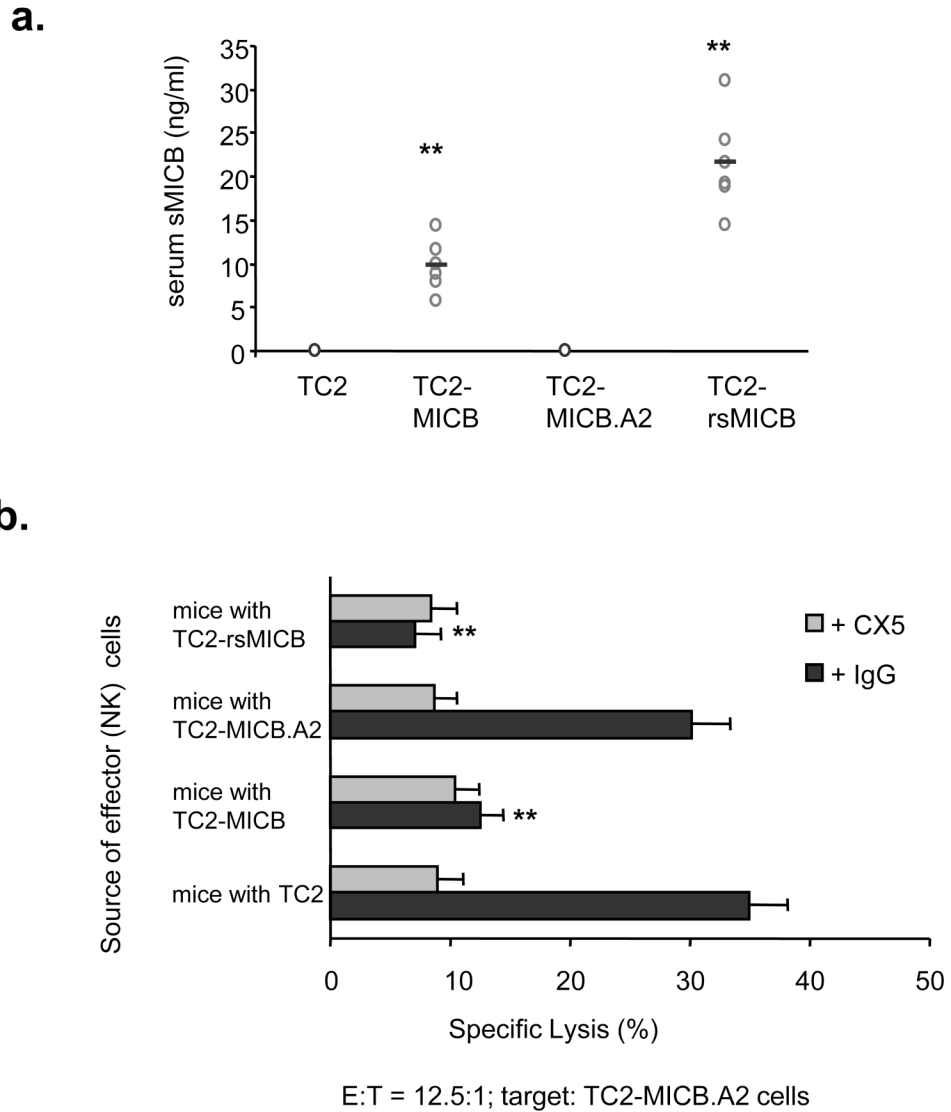 a.
serum sMICB (ng/ml)
35
30
25
20
15
10
5
0
**
**
TC2
TC2-
MICB
TC2-
MICB.A2
TC2-
rsMICB
b.
Source of effector (NK) cells
mice with
TC2-rsMICB
**
mice with
TC2-MICB.A2
mice with
TC2-MICB
**
mice with TC2
+ CX5
+ IgG
0 10 20 30 40 50
Specific Lysis (%)
E:T = 12.5:1; target: TC2-MICB.A2 cells